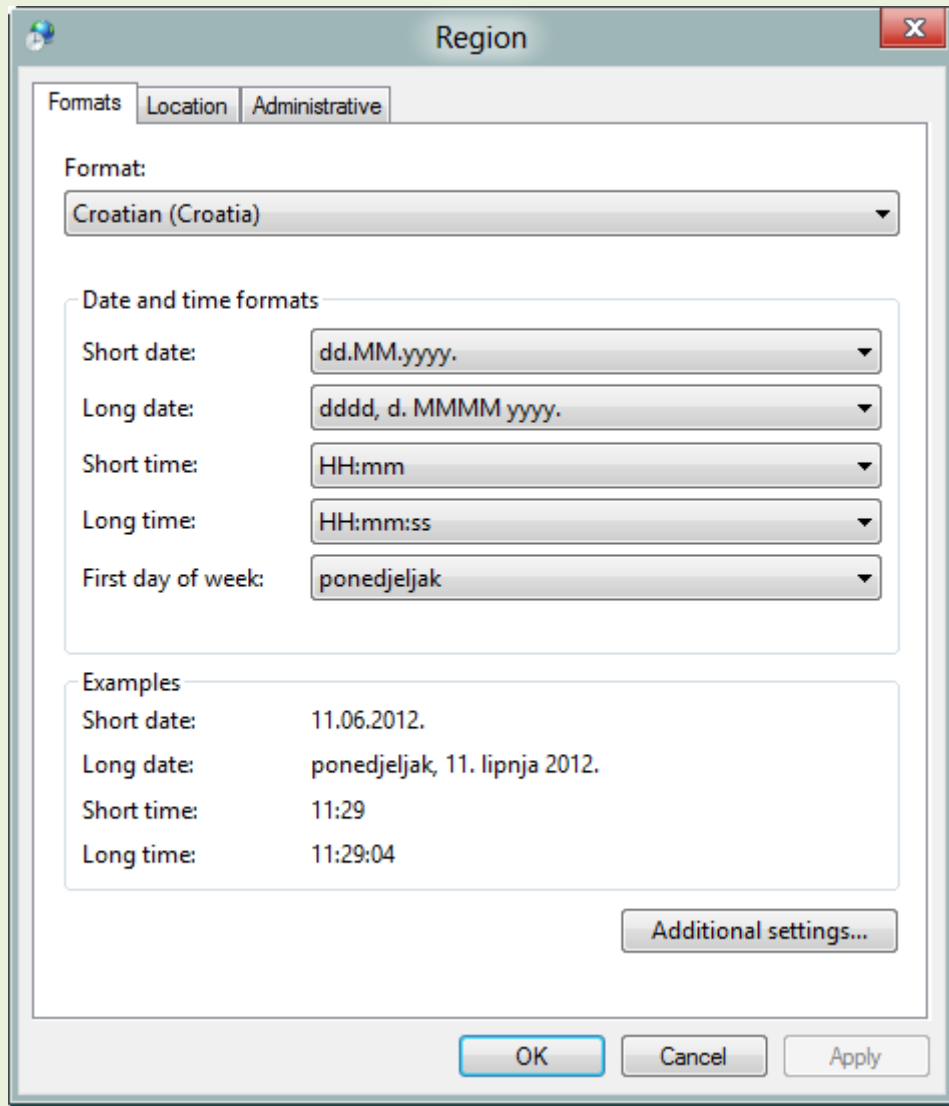 Region
Formats Location Administrative
Format:
Croatian (Croatia)
Date and time formats
Short date: dd.MM.yyyy.
Long date: dddd, d. MMMM yyyy.
Short time: HH:mm
Long time: HH:mm:ss
First day of week: ponedjeljak
Examples
Short date: 11.06.2012.
Long date: ponedjeljak, 11. lipnja 2012.
Short time: 11:29
Long time: 11:29:04
Additional settings...
OK Cancel Apply